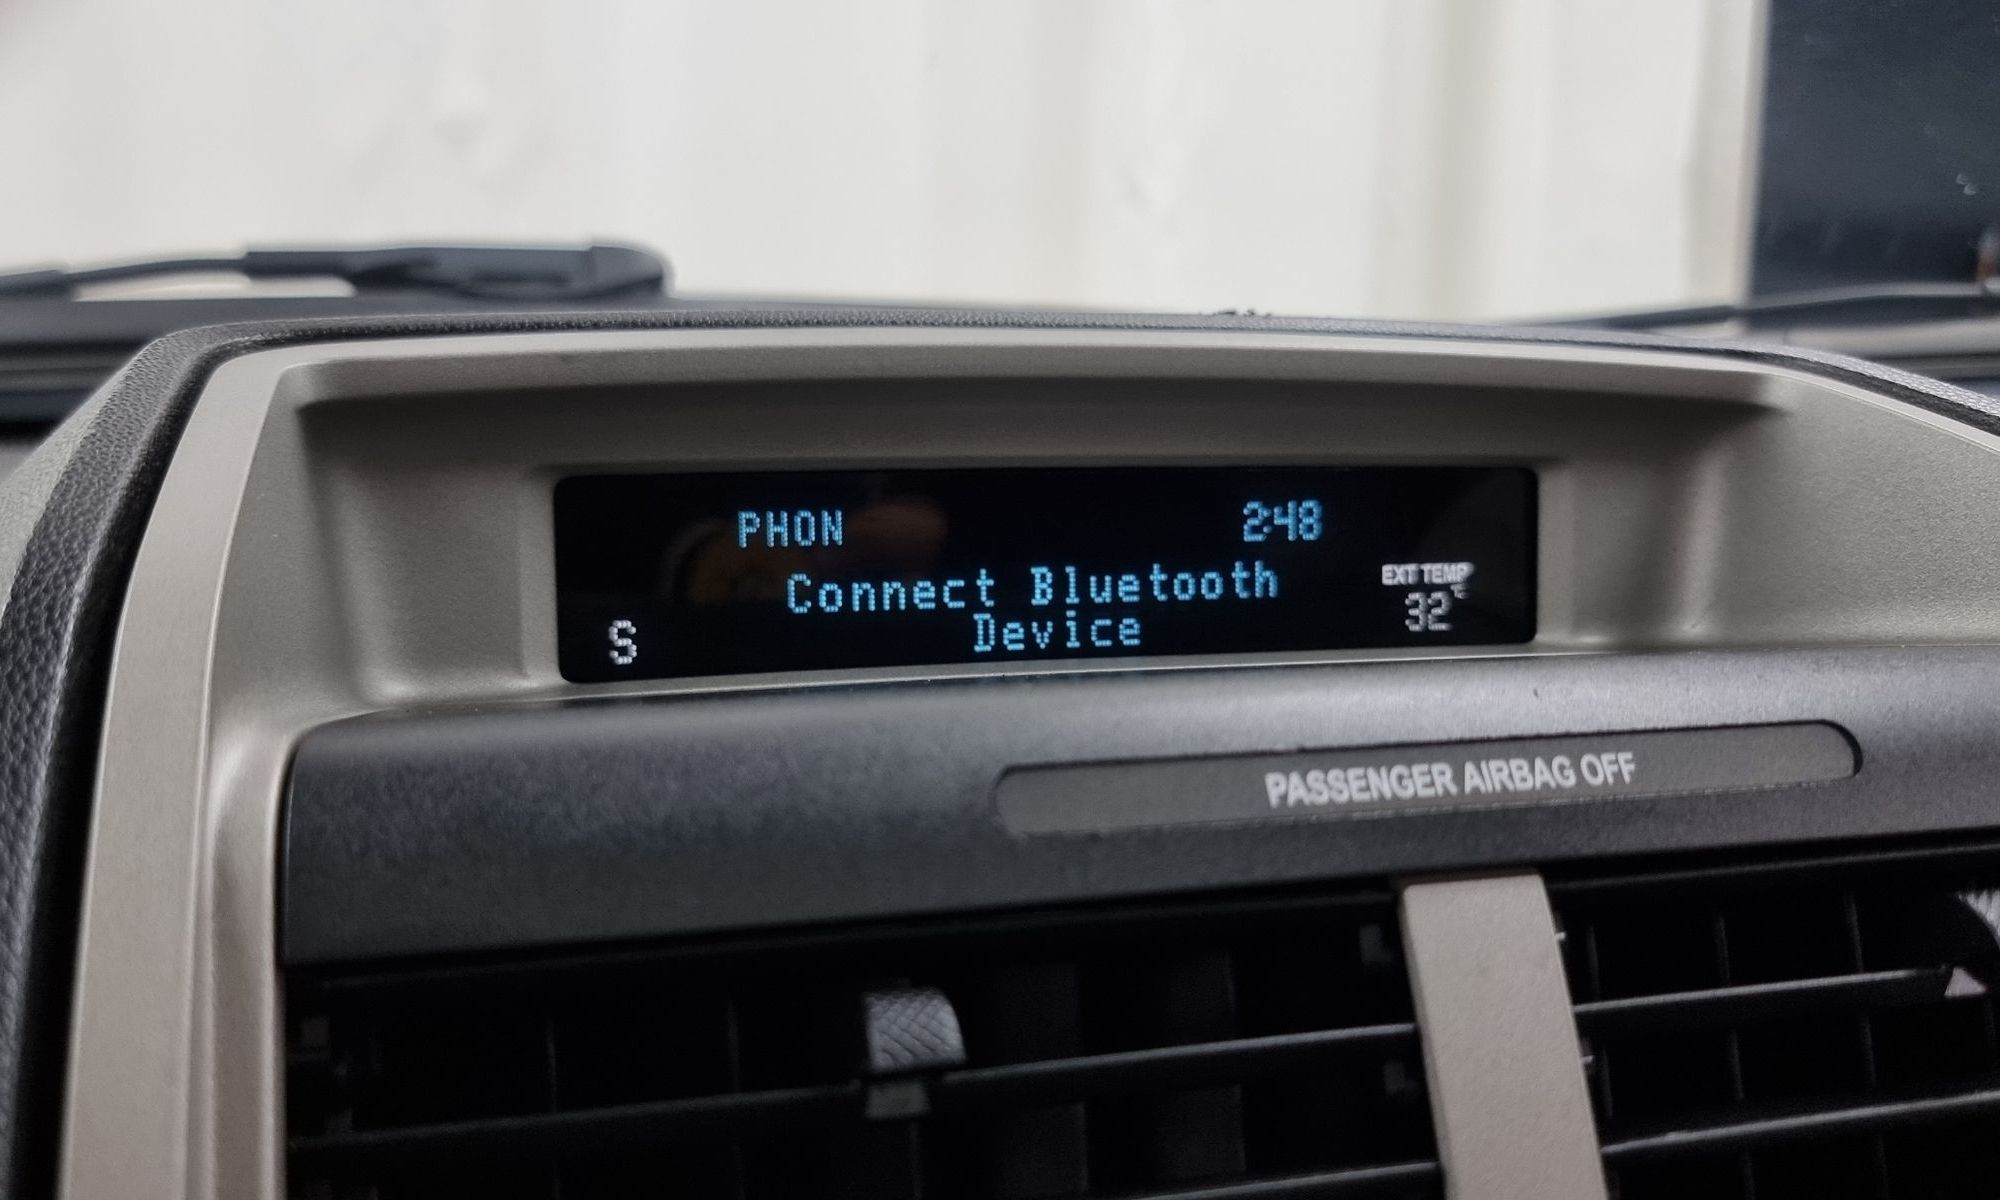 PHON 2:48
Connect Bluetooth
Device
S
EXT TEMP
32°C
PASSENGER AIRBAG OFF